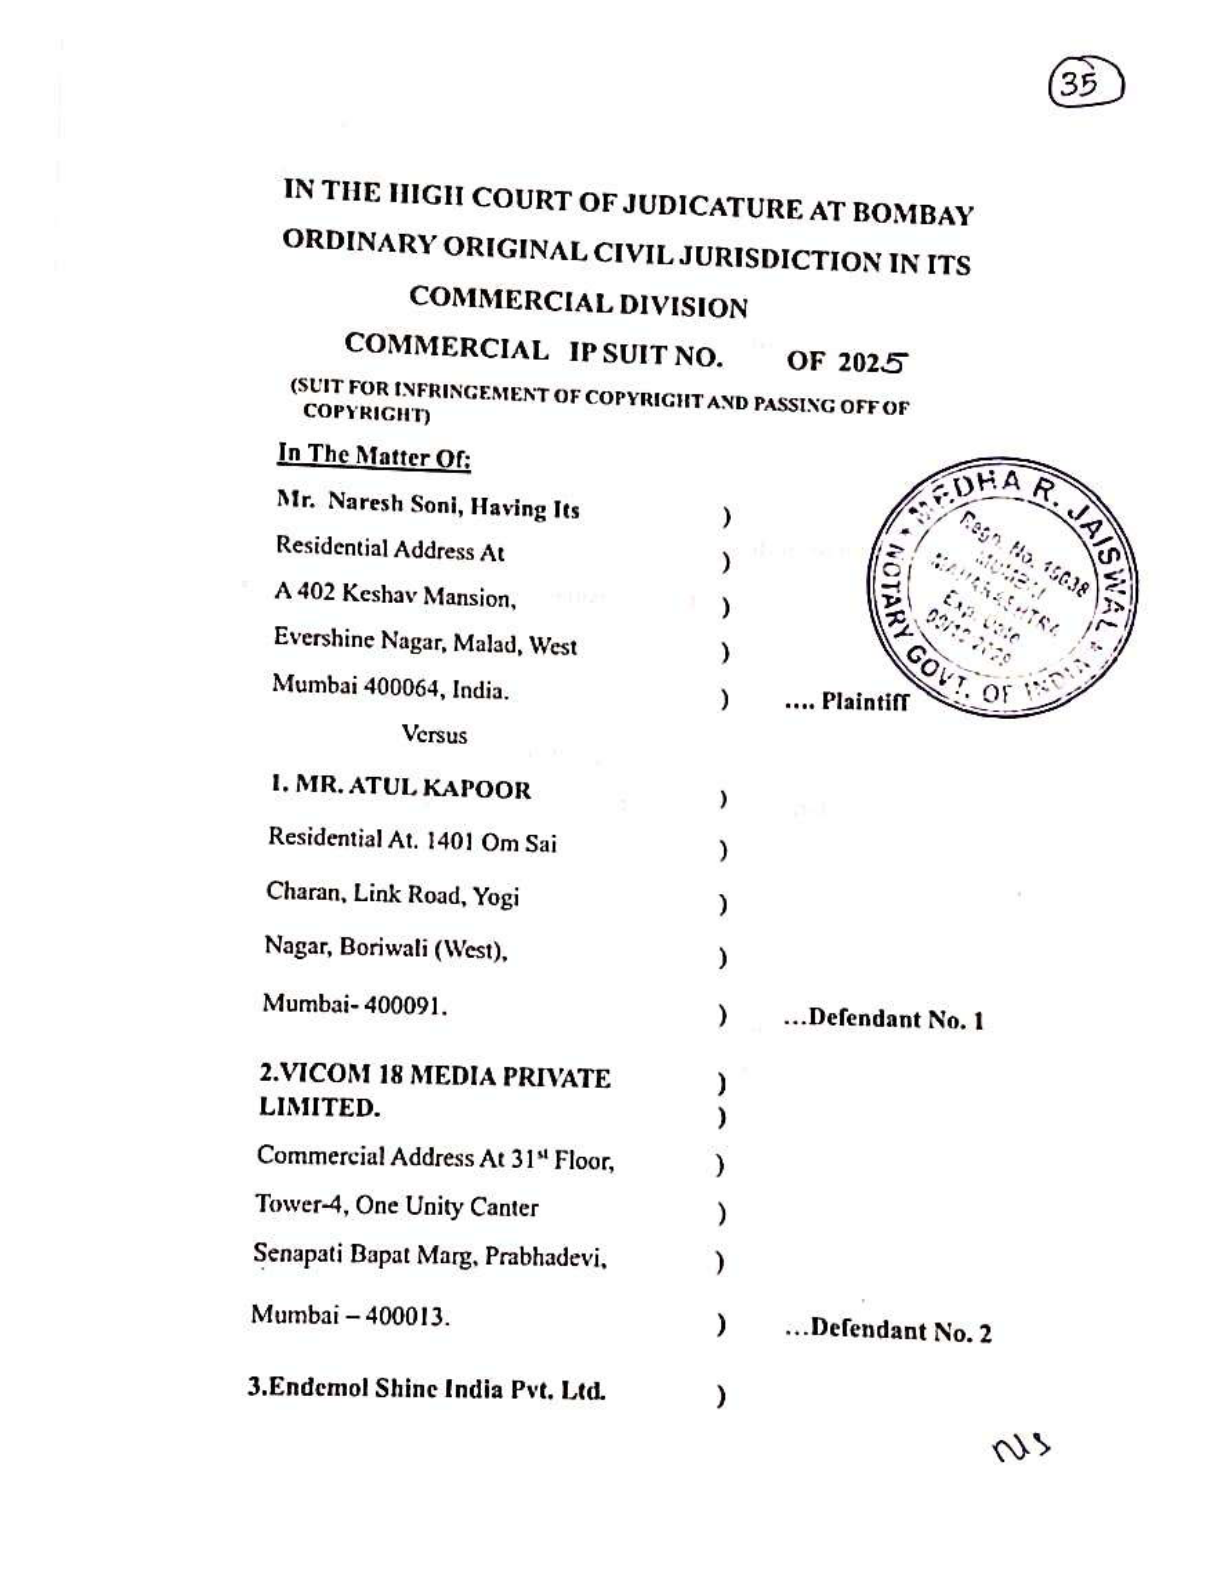 35
IN THE HIGH COURT OF JUDICATURE AT BOMBAY
ORDINARY ORIGINAL CIVIL JURISDICTION IN ITS
COMMERCIAL DIVISION
COMMERCIAL IP SUIT NO. OF 2025
(SUIT FOR INFRINGEMENT OF COPYRIGHT AND PASSING OFF OF
COPYRIGHT)
In The Matter Of:
Mr. Naresh Soni, Having Its )
Residential Address At )
A 402 Keshav Mansion, )
Evershine Nagar, Malad, West )
Mumbai 400064, India. ) .... Plaintiff
MEDHA R. JAISWAL
NOTARY GOVT. OF INDIA
Regn. No.
MUMBAI
MAHARASHTRA
Exp. Date
Versus
1. MR. ATUL KAPOOR )
Residential At. 1401 Om Sai )
Charan, Link Road, Yogi )
Nagar, Boriwali (West), )
Mumbai- 400091. ) ...Defendant No. 1
2.VICOM 18 MEDIA PRIVATE )
LIMITED. )
Commercial Address At 31st Floor, )
Tower-4, One Unity Canter )
Senapati Bapat Marg, Prabhadevi, )
Mumbai – 400013. ) ...Defendant No. 2
3.Endemol Shine India Pvt. Ltd. )